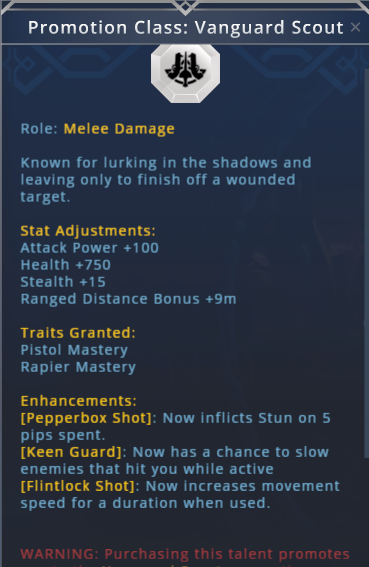 Promotion Class: Vanguard Scout ×
Role: Melee Damage
Known for lurking in the shadows and
leaving only to finish off a wounded
target.
Stat Adjustments:
Attack Power +100
Health +750
Stealth +15
Ranged Distance Bonus +9m
Traits Granted:
Pistol Mastery
Rapier Mastery
Enhancements:
[Pepperbox Shot]: Now inflicts Stun on 5
pips spent.
[Keen Guard]: Now has a chance to slow
enemies that hit you while active
[Flintlock Shot]: Now increases movement
speed for a duration when used.
WARNING: Purchasing this talent promotes